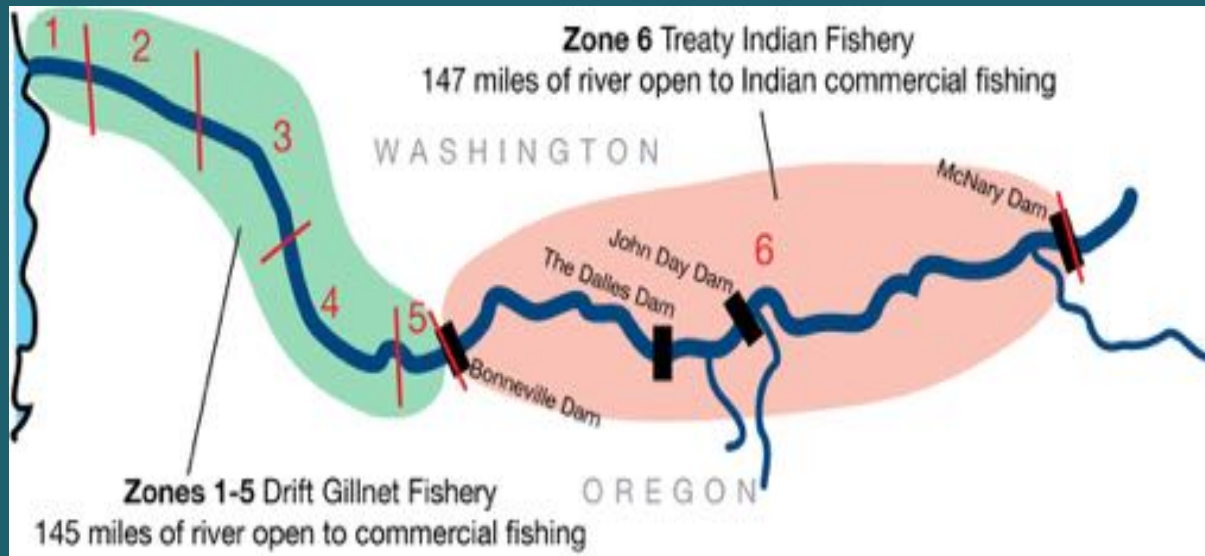 1
2
3
4
5
6
Zone 6 Treaty Indian Fishery
147 miles of river open to Indian commercial fishing
WASHINGTON
McNary Dam
John Day Dam
The Dalles Dam
Bonneville Dam
Zones 1-5 Drift Gillnet Fishery
145 miles of river open to commercial fishing
OREGON